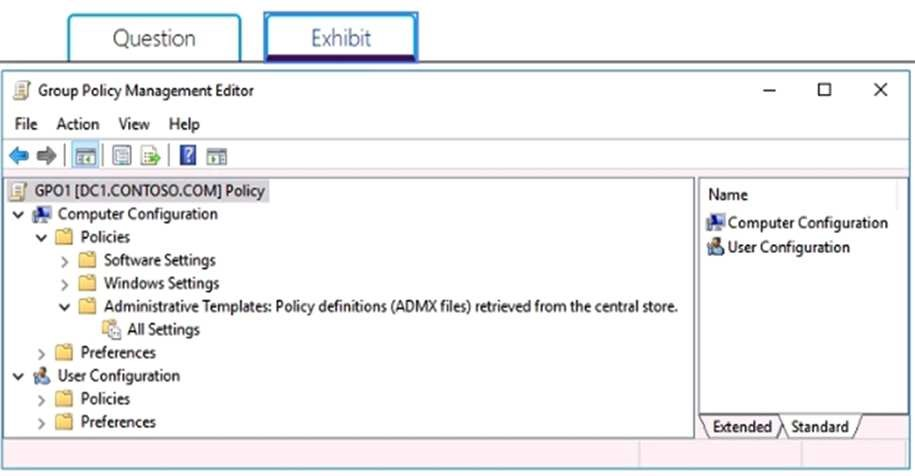 Question
Exhibit
Group Policy Management Editor
File Action View Help
GPO1 [DC1.CONTOSO.COM] Policy
Computer Configuration
Policies
Software Settings
Windows Settings
Administrative Templates: Policy definitions (ADMX files) retrieved from the central store.
All Settings
Preferences
User Configuration
Policies
Preferences
Name
Computer Configuration
User Configuration
Extended Standard